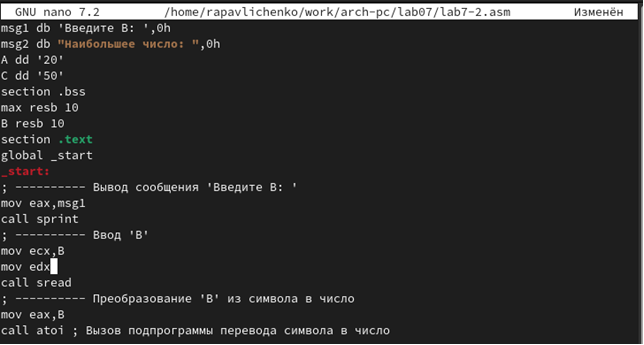 GNU nano 7.2 /home/rapavlichenko/work/arch-pc/lab07/lab7-2.asm Изменён
msg1 db 'Введите B: ',0h
msg2 db "Наибольшее число: ",0h
A dd '20'
C dd '50'
section .bss
max resb 10
B resb 10
section .text
global _start
_start:
; ---------- Вывод сообщения 'Введите B: '
mov eax,msg1
call sprint
; ---------- Ввод 'B'
mov ecx,B
mov edx
call sread
; ---------- Преобразование 'B' из символа в число
mov eax,B
call atoi ; Вызов подпрограммы перевода символа в число